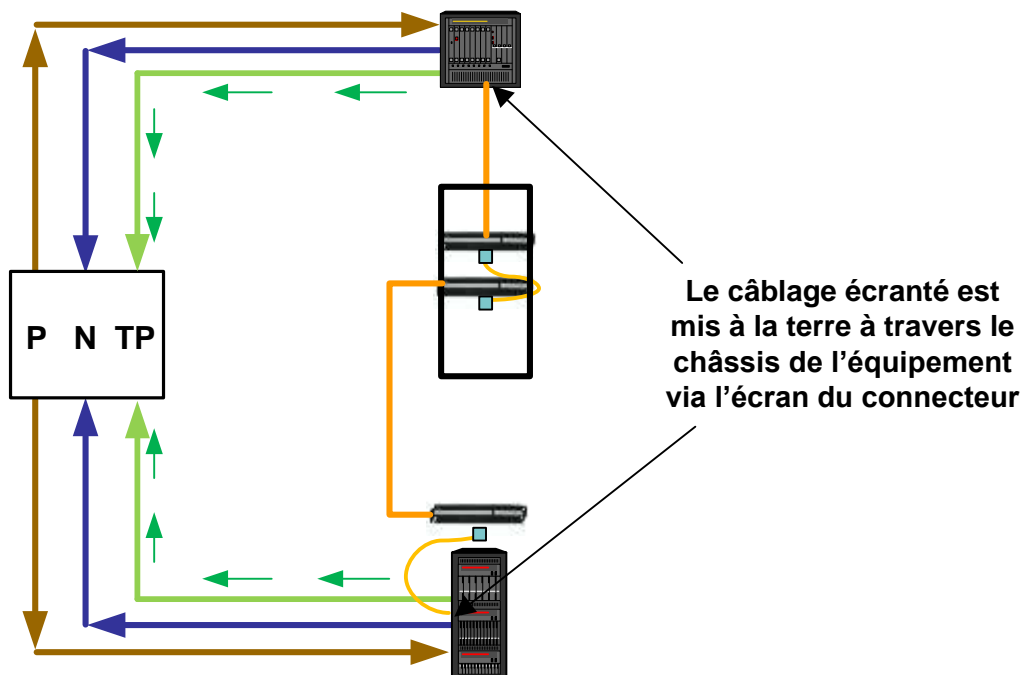 P N TP
Le câblage écranté est
mis à la terre à travers le
châssis de l'équipement
via l'écran du connecteur